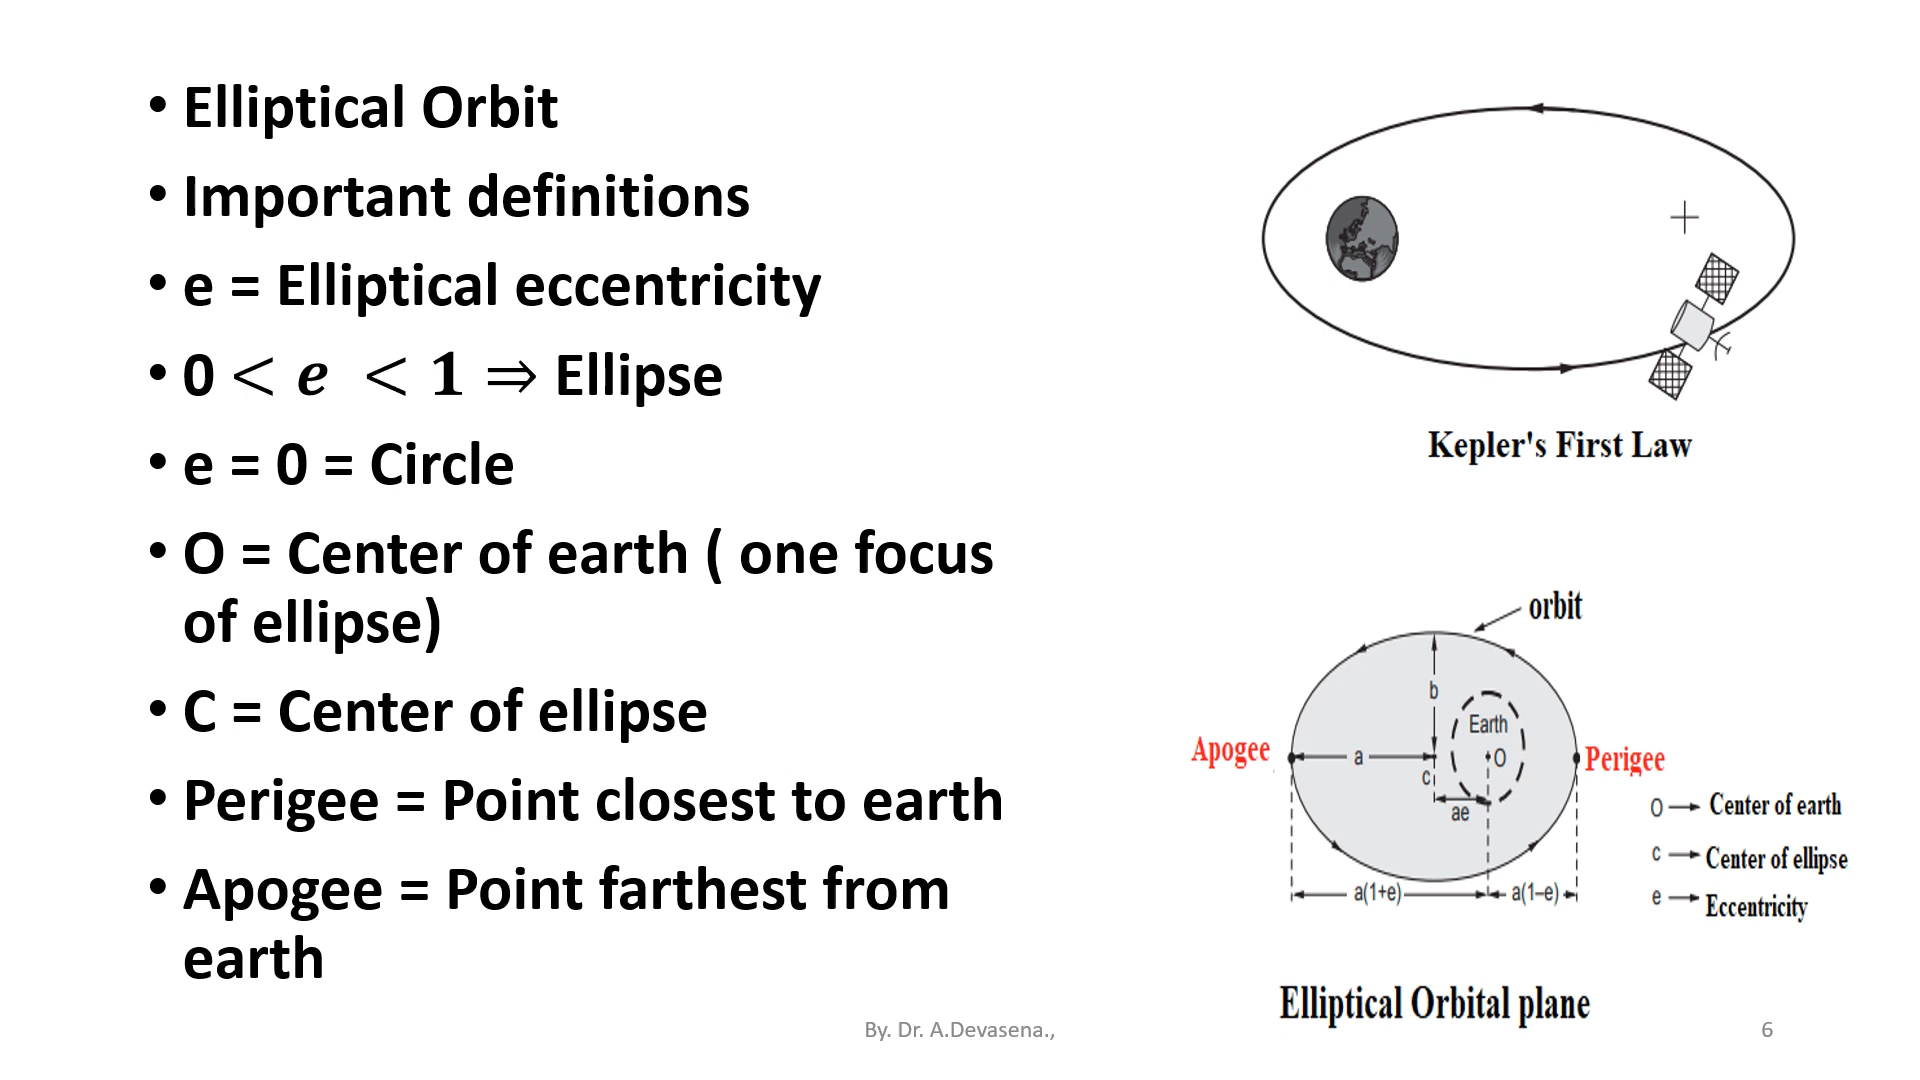 • Elliptical Orbit
• Important definitions
• e = Elliptical eccentricity
• 0 < e < 1 ⇒ Ellipse
• e = 0 = Circle
• O = Center of earth ( one focus
of ellipse)
• C = Center of ellipse
• Perigee = Point closest to earth
• Apogee = Point farthest from
earth
Kepler's First Law
orbit
b
Earth
Apogee
a
O
Perigee
c
ae
a(1+e)
a(1–e)
O → Center of earth
c → Center of ellipse
e → Eccentricity
Elliptical Orbital plane
By. Dr. A.Devasena.,
6